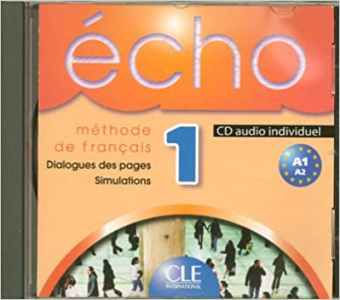 écho
méthode
de français
1
CD audio individuel
Dialogues des pages
Simulations
A1
A2
CLE
INTERNATIONAL